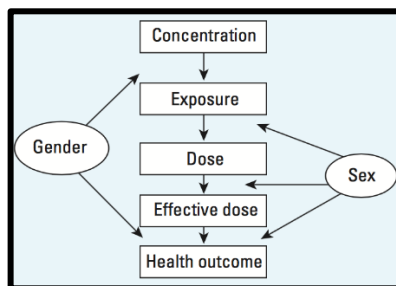 Concentration
Exposure
Gender
Dose
Sex
Effective dose
Health outcome